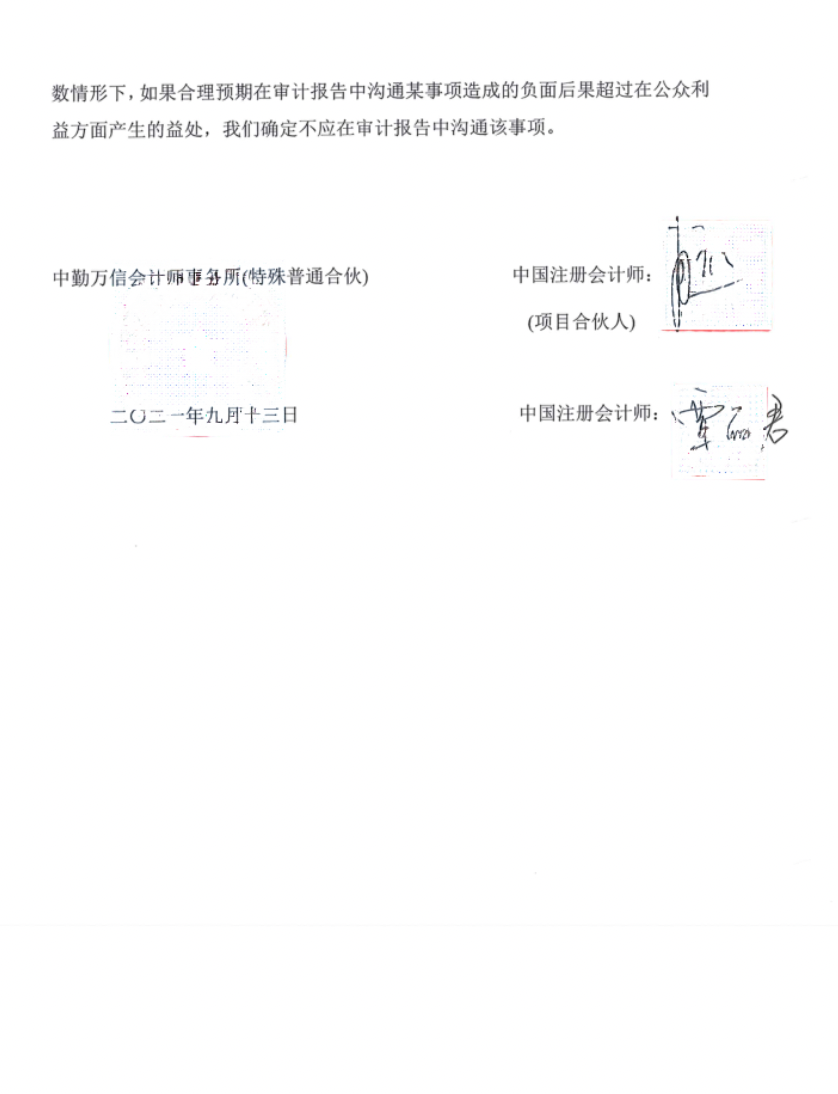 数情形下，如果合理预期在审计报告中沟通某事项造成的负面后果超过在公众利
益方面产生的益处，我们确定不应在审计报告中沟通该事项。
中勤万信会计师事务所(特殊普通合伙)
中国注册会计师：
(项目合伙人)
二〇二一年九月十三日
中国注册会计师：